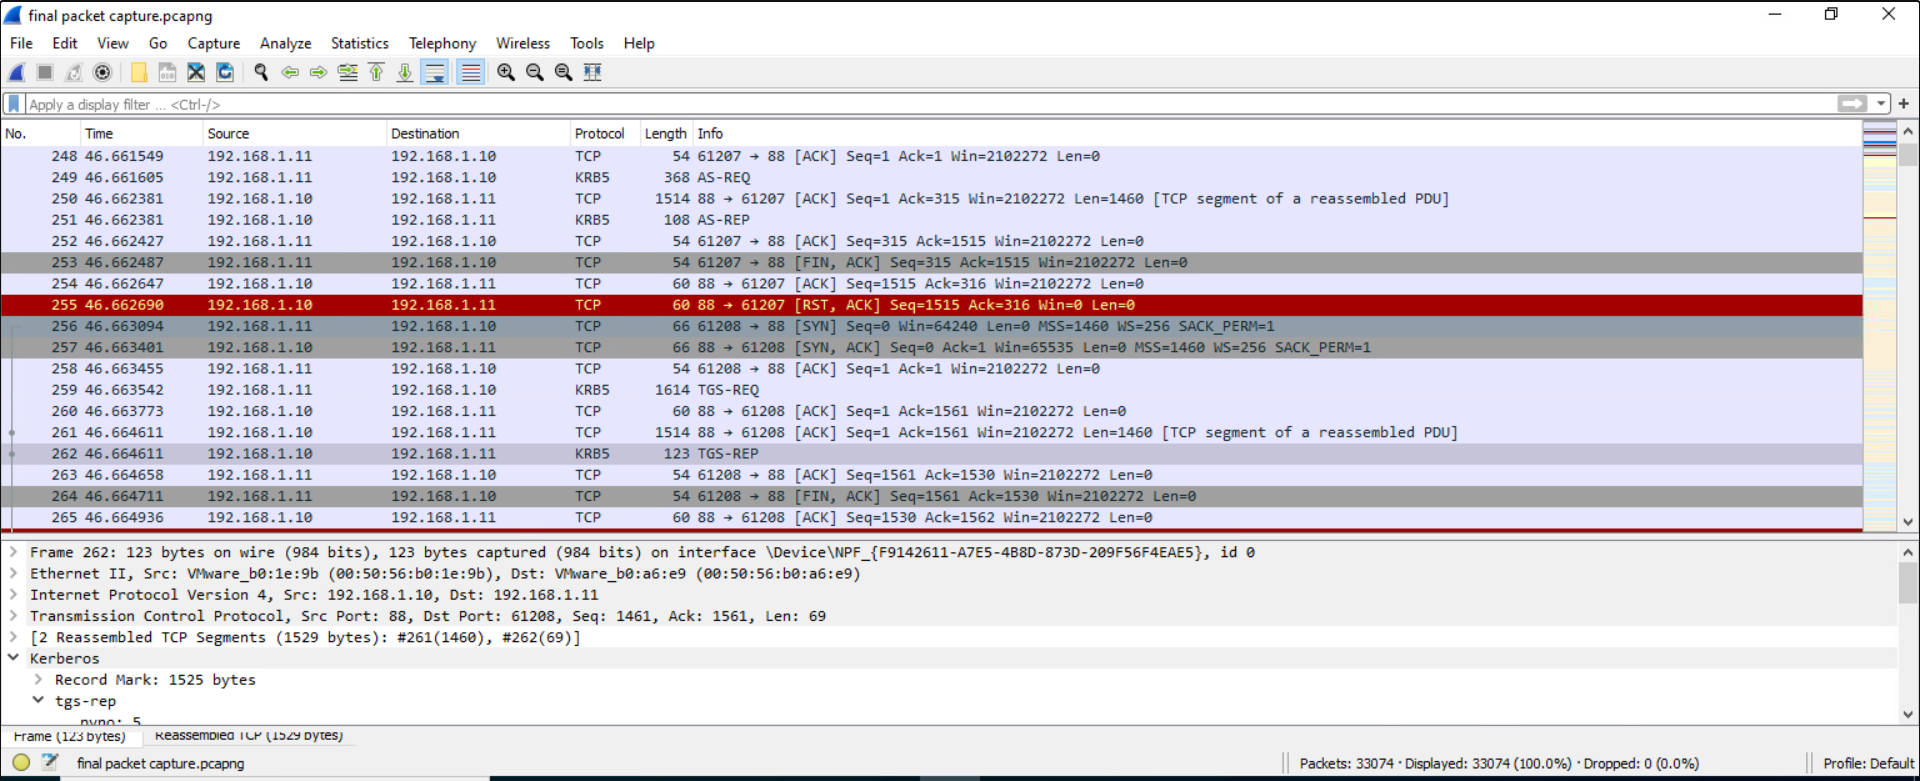 final packet capture.pcapng
File Edit View Go Capture Analyze Statistics Telephony Wireless Tools Help
Apply a display filter ... <Ctrl-/>
No. Time Source Destination Protocol Length Info
248 46.661549 192.168.1.11 192.168.1.10 TCP 54 61207 → 88 [ACK] Seq=1 Ack=1 Win=2102272 Len=0
249 46.661605 192.168.1.11 192.168.1.10 KRB5 368 AS-REQ
250 46.662381 192.168.1.10 192.168.1.11 TCP 1514 88 → 61207 [ACK] Seq=1 Ack=315 Win=2102272 Len=1460 [TCP segment of a reassembled PDU]
251 46.662381 192.168.1.10 192.168.1.11 KRB5 108 AS-REP
252 46.662427 192.168.1.11 192.168.1.10 TCP 54 61207 → 88 [ACK] Seq=315 Ack=1515 Win=2102272 Len=0
253 46.662487 192.168.1.11 192.168.1.10 TCP 54 61207 → 88 [FIN, ACK] Seq=315 Ack=1515 Win=2102272 Len=0
254 46.662647 192.168.1.10 192.168.1.11 TCP 60 88 → 61207 [ACK] Seq=1515 Ack=316 Win=2102272 Len=0
255 46.662690 192.168.1.10 192.168.1.11 TCP 60 88 → 61207 [RST, ACK] Seq=1515 Ack=316 Win=0 Len=0
256 46.663094 192.168.1.11 192.168.1.10 TCP 66 61208 → 88 [SYN] Seq=0 Win=64240 Len=0 MSS=1460 WS=256 SACK_PERM=1
257 46.663401 192.168.1.10 192.168.1.11 TCP 66 88 → 61208 [SYN, ACK] Seq=0 Ack=1 Win=65535 Len=0 MSS=1460 WS=256 SACK_PERM=1
258 46.663455 192.168.1.11 192.168.1.10 TCP 54 61208 → 88 [ACK] Seq=1 Ack=1 Win=2102272 Len=0
259 46.663542 192.168.1.11 192.168.1.10 KRB5 1614 TGS-REQ
260 46.663773 192.168.1.10 192.168.1.11 TCP 60 88 → 61208 [ACK] Seq=1 Ack=1561 Win=2102272 Len=0
261 46.664611 192.168.1.10 192.168.1.11 TCP 1514 88 → 61208 [ACK] Seq=1 Ack=1561 Win=2102272 Len=1460 [TCP segment of a reassembled PDU]
262 46.664611 192.168.1.10 192.168.1.11 KRB5 123 TGS-REP
263 46.664658 192.168.1.11 192.168.1.10 TCP 54 61208 → 88 [ACK] Seq=1561 Ack=1530 Win=2102272 Len=0
264 46.664711 192.168.1.11 192.168.1.10 TCP 54 61208 → 88 [FIN, ACK] Seq=1561 Ack=1530 Win=2102272 Len=0
265 46.664936 192.168.1.10 192.168.1.11 TCP 60 88 → 61208 [ACK] Seq=1530 Ack=1562 Win=2102272 Len=0
Frame 262: 123 bytes on wire (984 bits), 123 bytes captured (984 bits) on interface \Device\NPF_{F9142611-A7E5-4B8D-873D-209F56F4EAE5}, id 0
Ethernet II, Src: VMware_b0:1e:9b (00:50:56:b0:1e:9b), Dst: VMware_b0:a6:e9 (00:50:56:b0:a6:e9)
Internet Protocol Version 4, Src: 192.168.1.10, Dst: 192.168.1.11
Transmission Control Protocol, Src Port: 88, Dst Port: 61208, Seq: 1461, Ack: 1561, Len: 69
[2 Reassembled TCP Segments (1529 bytes): #261(1460), #262(69)]
Kerberos
Record Mark: 1525 bytes
tgs-rep
pvno: 5
Frame (123 bytes) Reassembled TCP (1529 bytes)
final packet capture.pcapng Packets: 33074 · Displayed: 33074 (100.0%) · Dropped: 0 (0.0%) Profile: Default